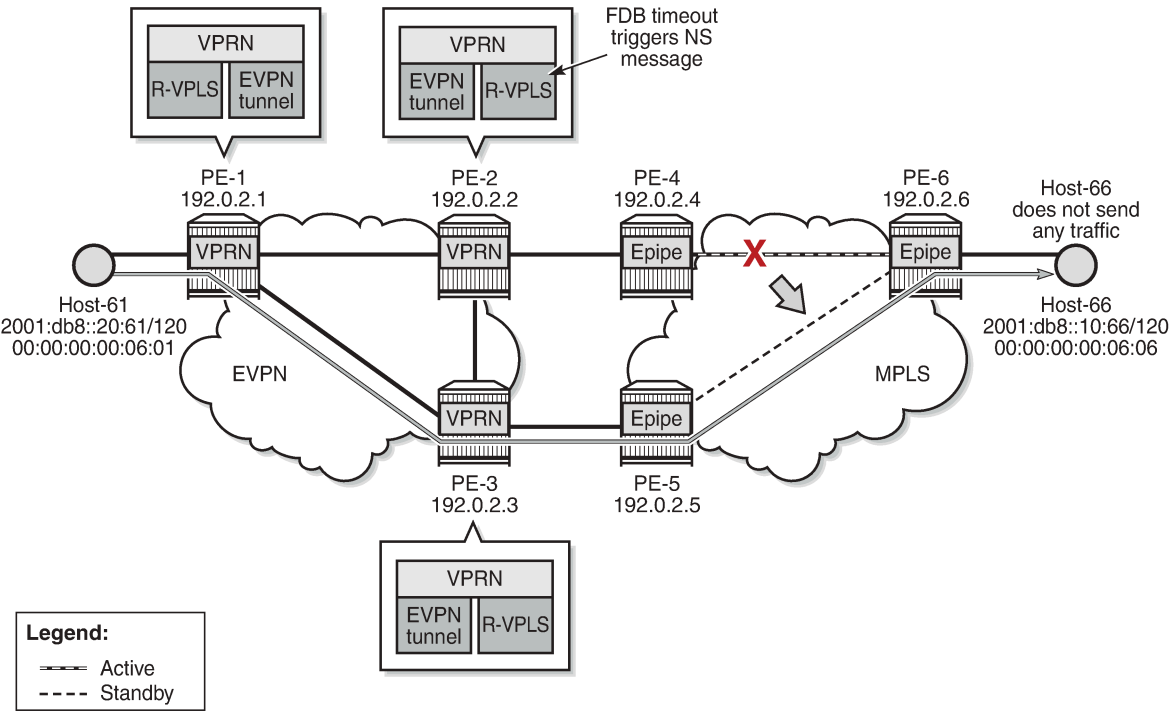 FDB timeout
triggers NS
message
VPRN
R-VPLS
EVPN
tunnel
VPRN
EVPN
tunnel
R-VPLS
PE-1
192.0.2.1
PE-2
192.0.2.2
PE-4
192.0.2.4
PE-6
192.0.2.6
Host-66
does not send
any traffic
VPRN
VPRN
Epipe
X
Epipe
Host-61
2001:db8::20:61/120
00:00:00:00:06:01
Host-66
2001:db8::10:66/120
00:00:00:00:06:06
EVPN
MPLS
VPRN
Epipe
PE-3
192.0.2.3
PE-5
192.0.2.5
VPRN
EVPN
tunnel
R-VPLS
Legend:
Active
Standby